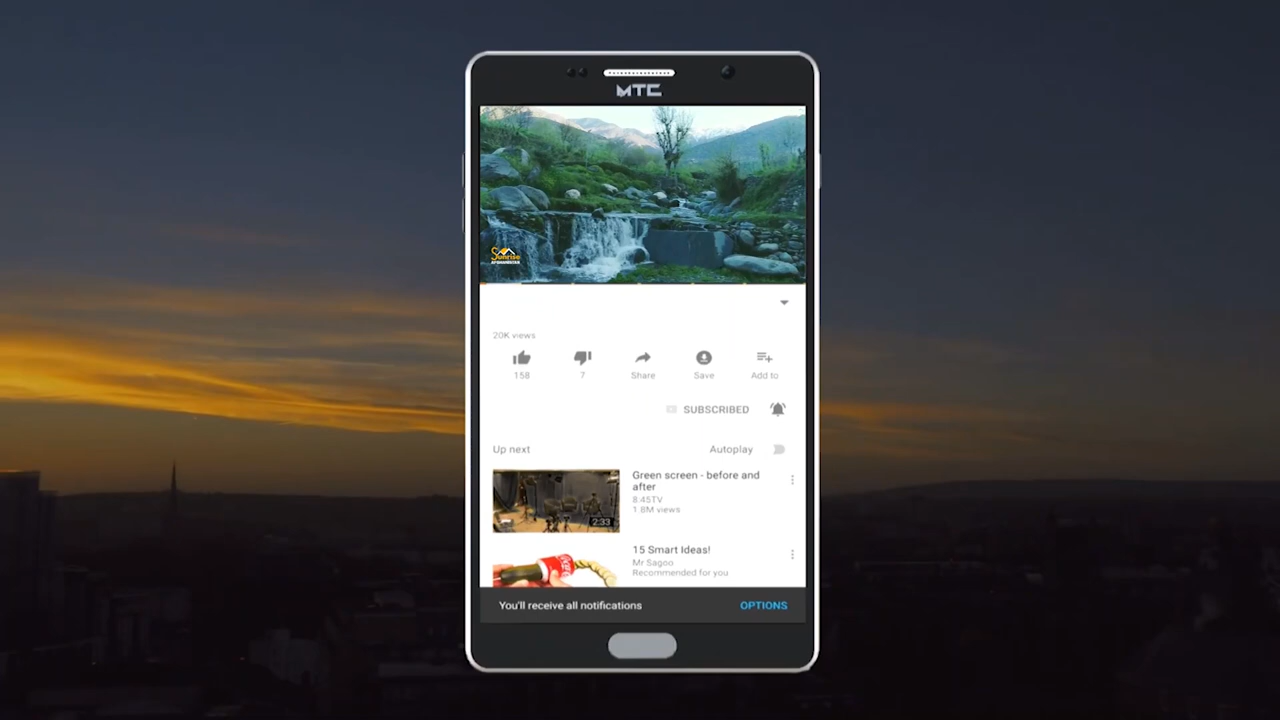 MTC
Sunrise
AFGHANISTAN
20K views
158
7
Share
Save
Add to
SUBSCRIBED
Up next
Autoplay
Green screen - before and
after
8:45TV
1.8M views
2:33
15 Smart Ideas!
Mr Sagoo
Recommended for you
You'll receive all notifications
OPTIONS